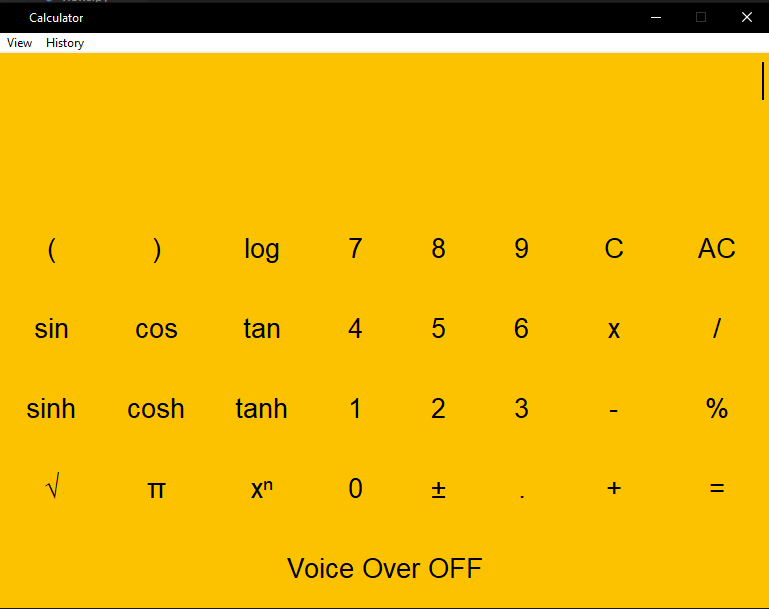 Calculator
View History
( ) log 7 8 9 C AC
sin cos tan 4 5 6 x /
sinh cosh tanh 1 2 3 - %
√ π xⁿ 0 ± . + =
Voice Over OFF